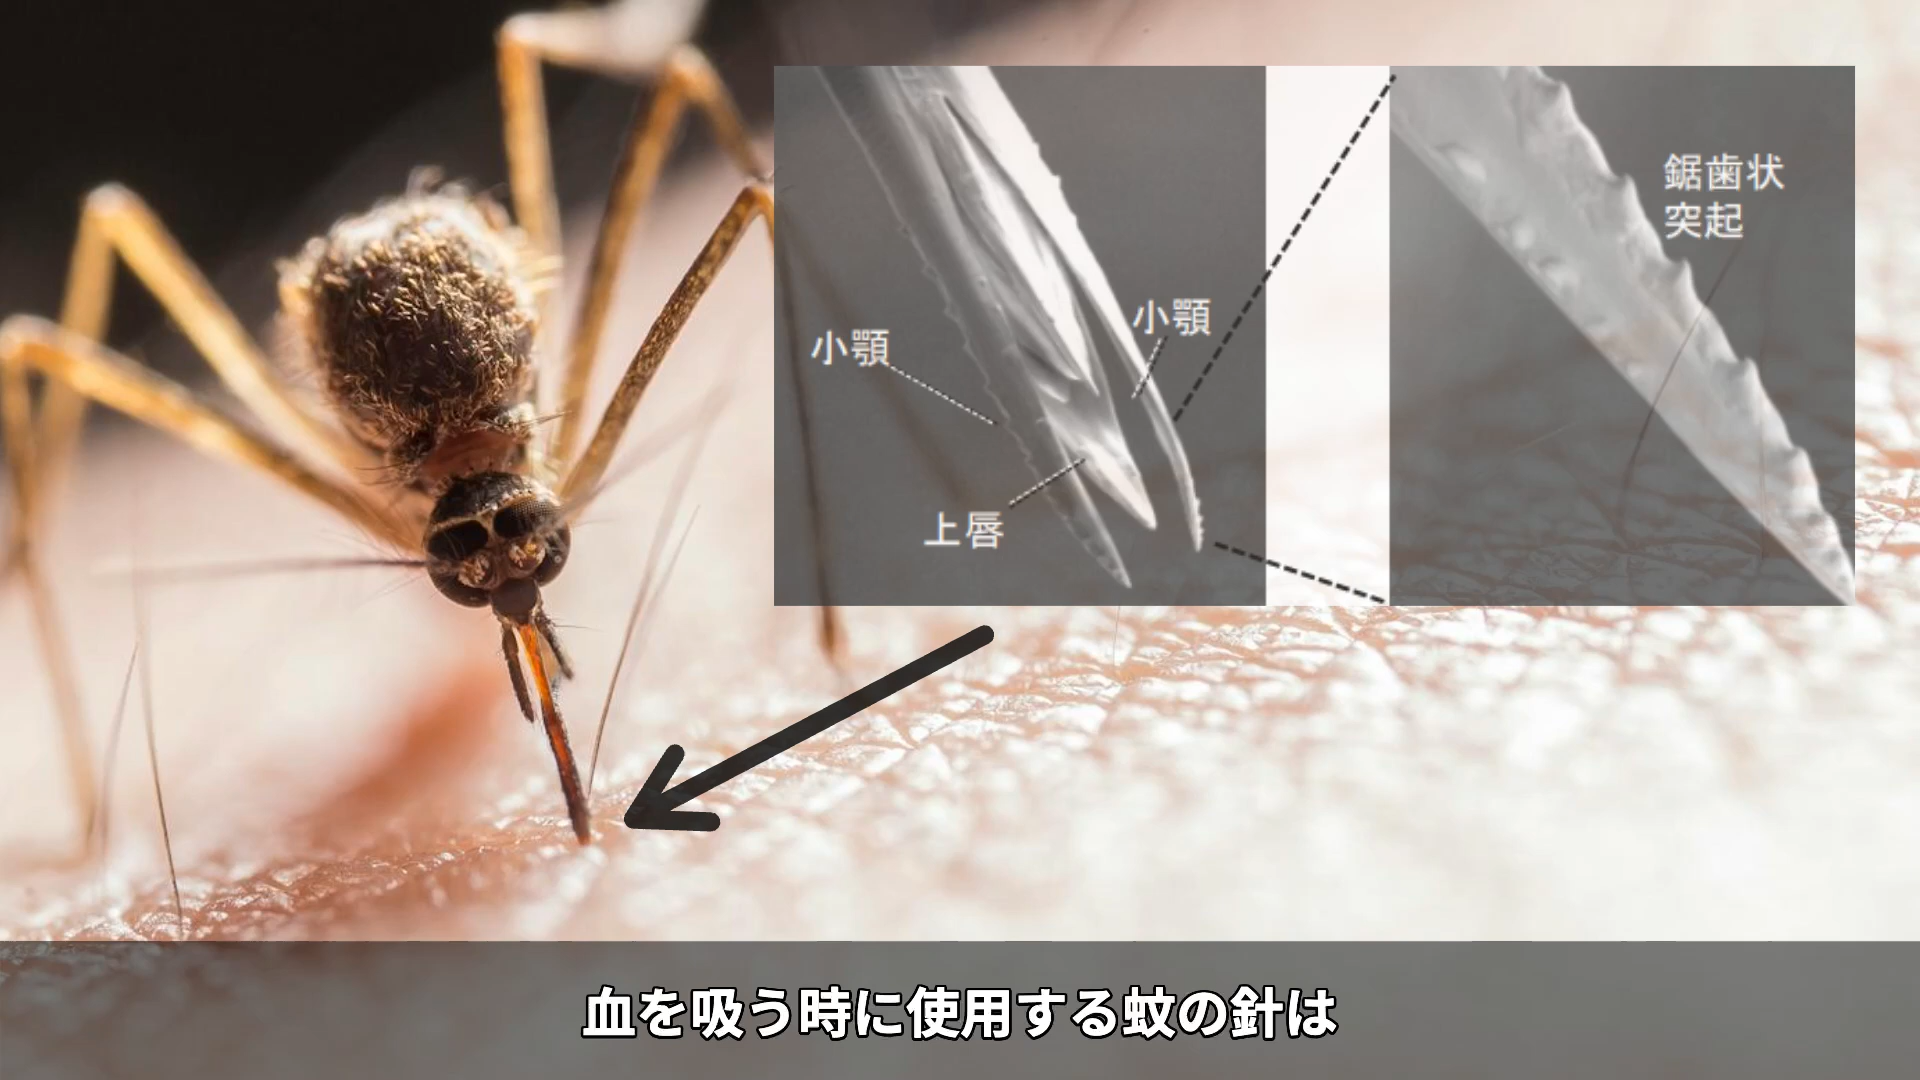 鋸歯状
突起
小顎
小顎
上唇
血を吸う時に使用する蚊の針は